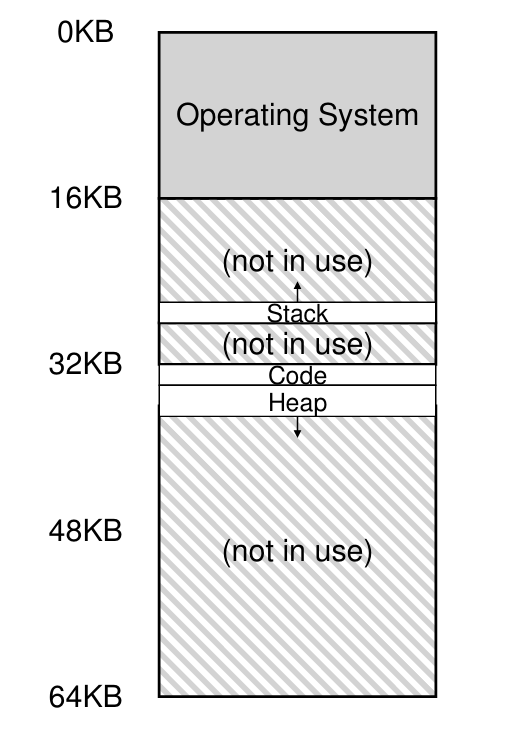 0KB
Operating System
16KB
(not in use)
Stack
(not in use)
32KB
Code
Heap
48KB
(not in use)
64KB